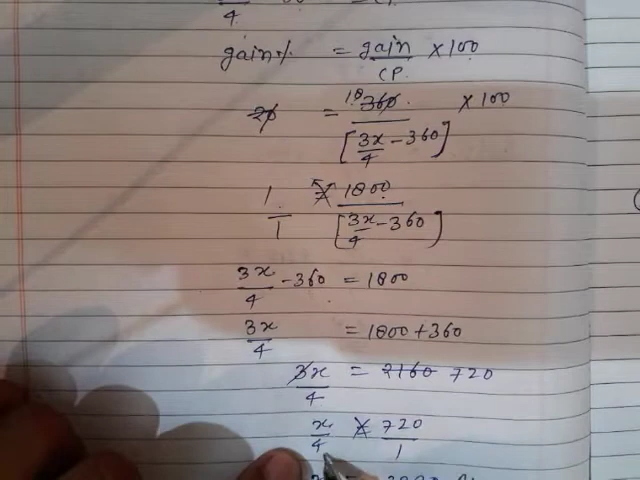 4
gain% = gain/CP. × 100
20 = 18 360/[3x/4 - 360] × 100
1/1 = 1800/[3x/4 - 360]
3x/4 - 360 = 1800
3x/4 = 1800 + 360
3x/4 = 2160 720
x/4 = 720/1